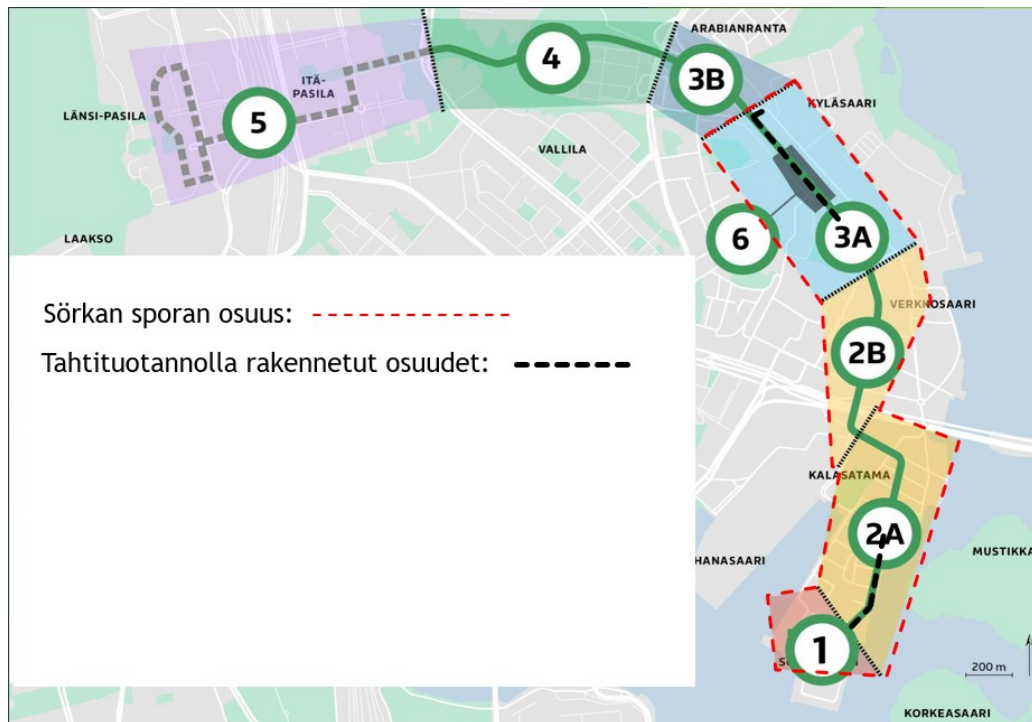 ARABIANRANTA
4
3B
ITÄ-
PASILA
KYLÄSAARI
LÄNSI-PASILA
5
VALLILA
LAAKSO
6
3A
Sörkan sporan osuus:
VERKKOSAARI
Tahtituotannolla rakennetut osuudet:
2B
KALASATAMA
2A
HANASAARI
MUSTIKKA
1
200 m
KORKEASAARI